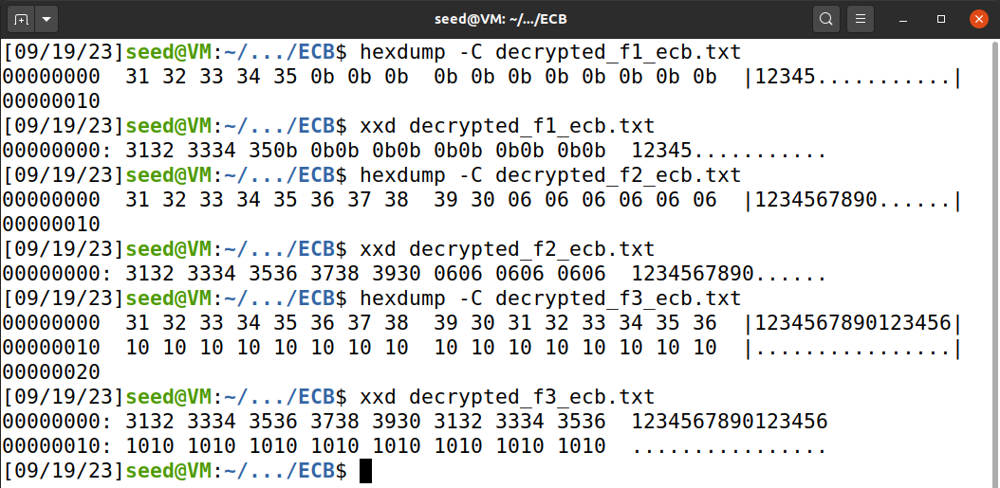 seed@VM: ~/.../ECB
[09/19/23]seed@VM:~/.../ECB$ hexdump -C decrypted_f1_ecb.txt
00000000  31 32 33 34 35 0b 0b 0b  0b 0b 0b 0b 0b 0b 0b 0b  |12345...........|
00000010
[09/19/23]seed@VM:~/.../ECB$ xxd decrypted_f1_ecb.txt
00000000: 3132 3334 350b 0b0b 0b0b 0b0b 0b0b 0b0b  12345...........
[09/19/23]seed@VM:~/.../ECB$ hexdump -C decrypted_f2_ecb.txt
00000000  31 32 33 34 35 36 37 38  39 30 06 06 06 06 06 06  |1234567890......|
00000010
[09/19/23]seed@VM:~/.../ECB$ xxd decrypted_f2_ecb.txt
00000000: 3132 3334 3536 3738 3930 0606 0606 0606  1234567890......
[09/19/23]seed@VM:~/.../ECB$ hexdump -C decrypted_f3_ecb.txt
00000000  31 32 33 34 35 36 37 38  39 30 31 32 33 34 35 36  |1234567890123456|
00000010  10 10 10 10 10 10 10 10  10 10 10 10 10 10 10 10  |................|
00000020
[09/19/23]seed@VM:~/.../ECB$ xxd decrypted_f3_ecb.txt
00000000: 3132 3334 3536 3738 3930 3132 3334 3536  1234567890123456
00000010: 1010 1010 1010 1010 1010 1010 1010 1010  ................
[09/19/23]seed@VM:~/.../ECB$